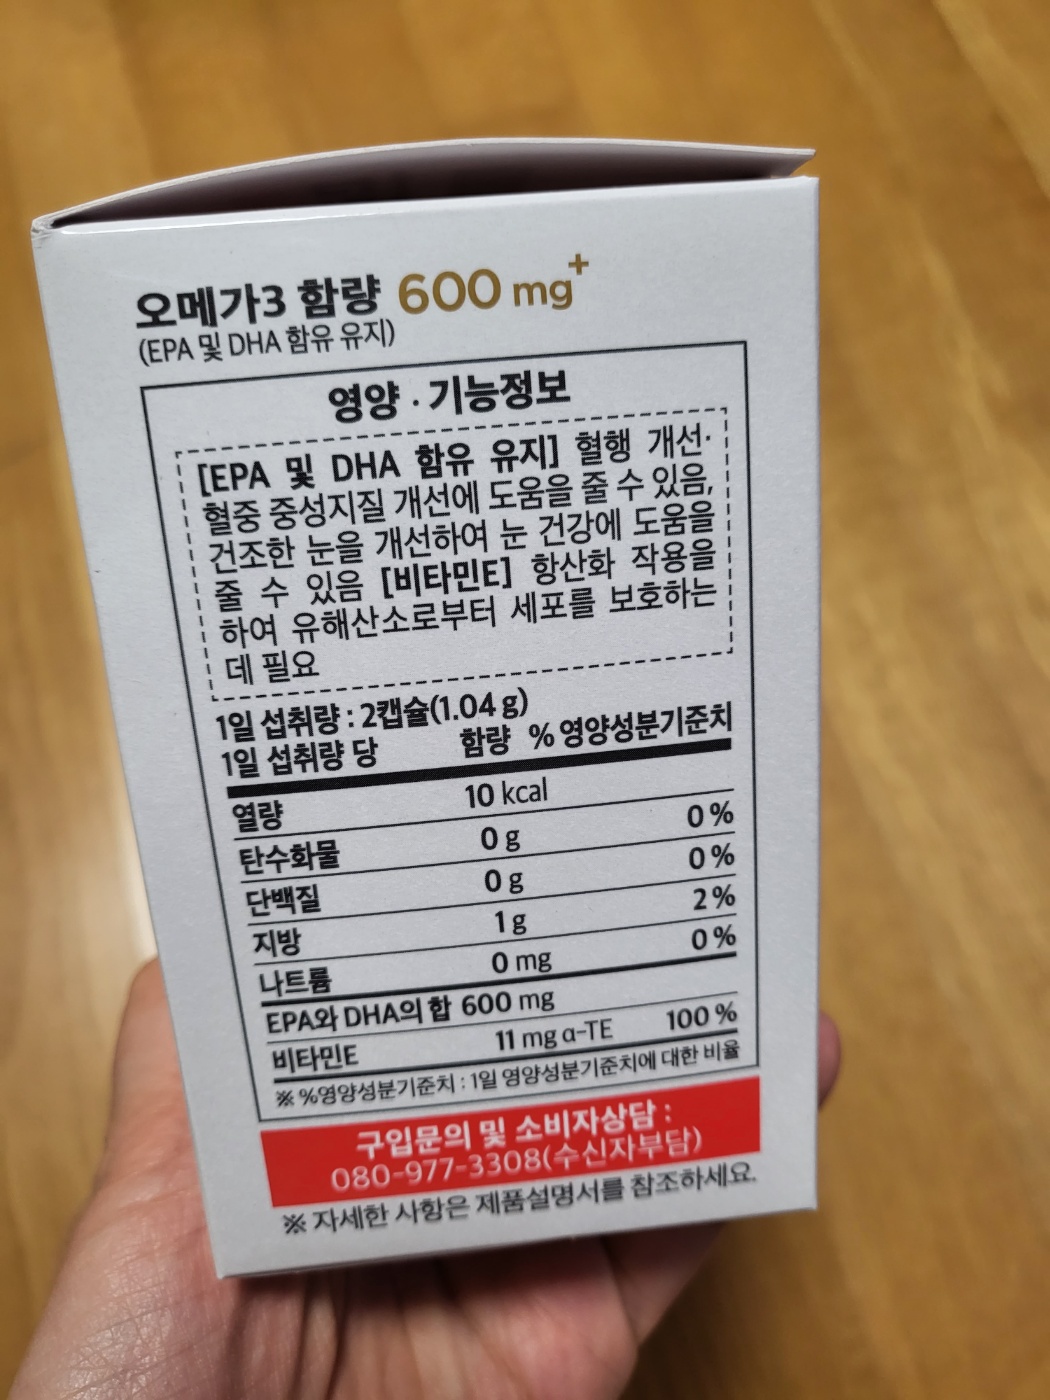 오메가3 함량 600 mg+
(EPA 및 DHA 함유 유지)
영양 · 기능정보
[EPA 및 DHA 함유 유지] 혈행 개선·
혈중 중성지질 개선에 도움을 줄 수 있음,
건조한 눈을 개선하여 눈 건강에 도움을
줄 수 있음 [비타민E] 항산화 작용을
하여 유해산소로부터 세포를 보호하는
데 필요
1일 섭취량 : 2캡슐(1.04 g)
1일 섭취량 당 함량 % 영양성분기준치
열량 10 kcal
탄수화물 0 g 0 %
단백질 0 g 0 %
지방 1 g 2 %
나트륨 0 mg 0 %
EPA와 DHA의 합 600 mg
비타민E 11 mg α-TE 100 %
※ %영양성분기준치 : 1일 영양성분기준치에 대한 비율
구입문의 및 소비자상담 :
080-977-3308(수신자부담)
※ 자세한 사항은 제품설명서를 참조하세요.